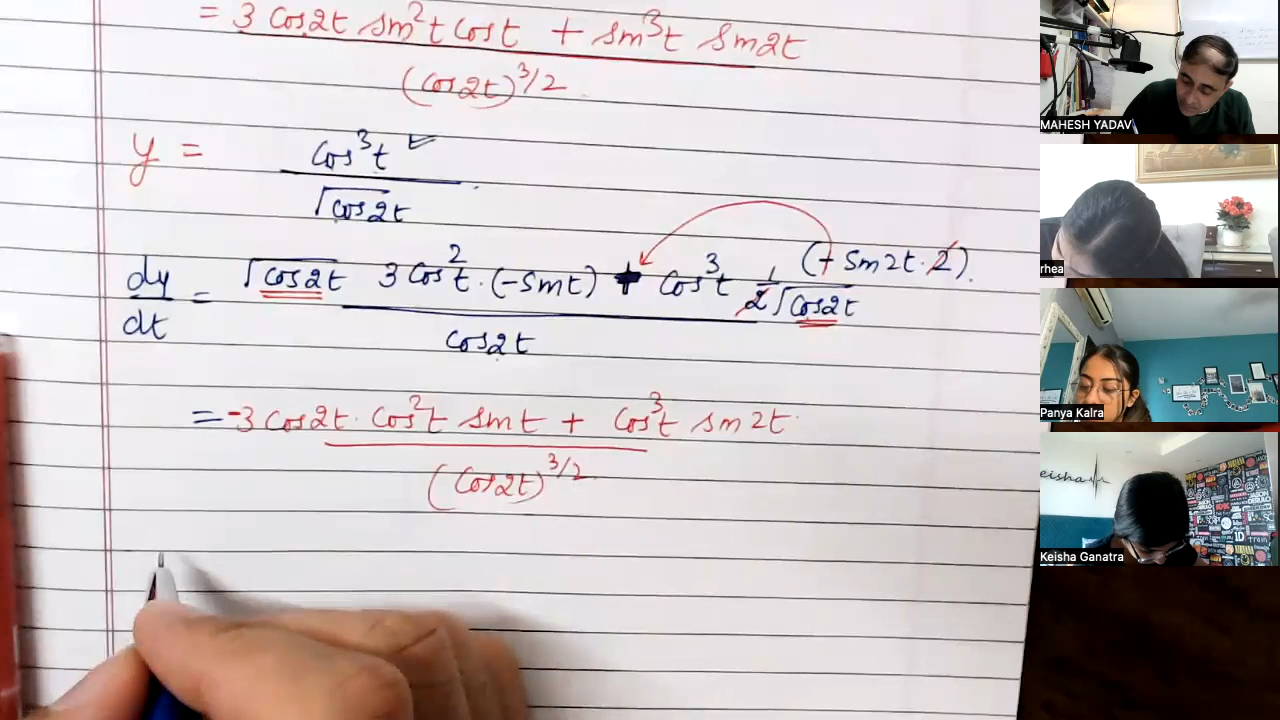 = 3 cos2t sin²t cost + sin³t sin2t
(cos2t)^3/2
y = cos³t
√cos2t
dy/dt = √cos2t 3cos²t·(-sint) + cos³t 1/2√cos2t (+ sin2t·2).
cos2t
= -3 cos2t· cos²t sint + cos³t sin2t
(cos2t)^3/2
MAHESH YADAV
rhea
Panya Kalra
keisha
Keisha Ganatra